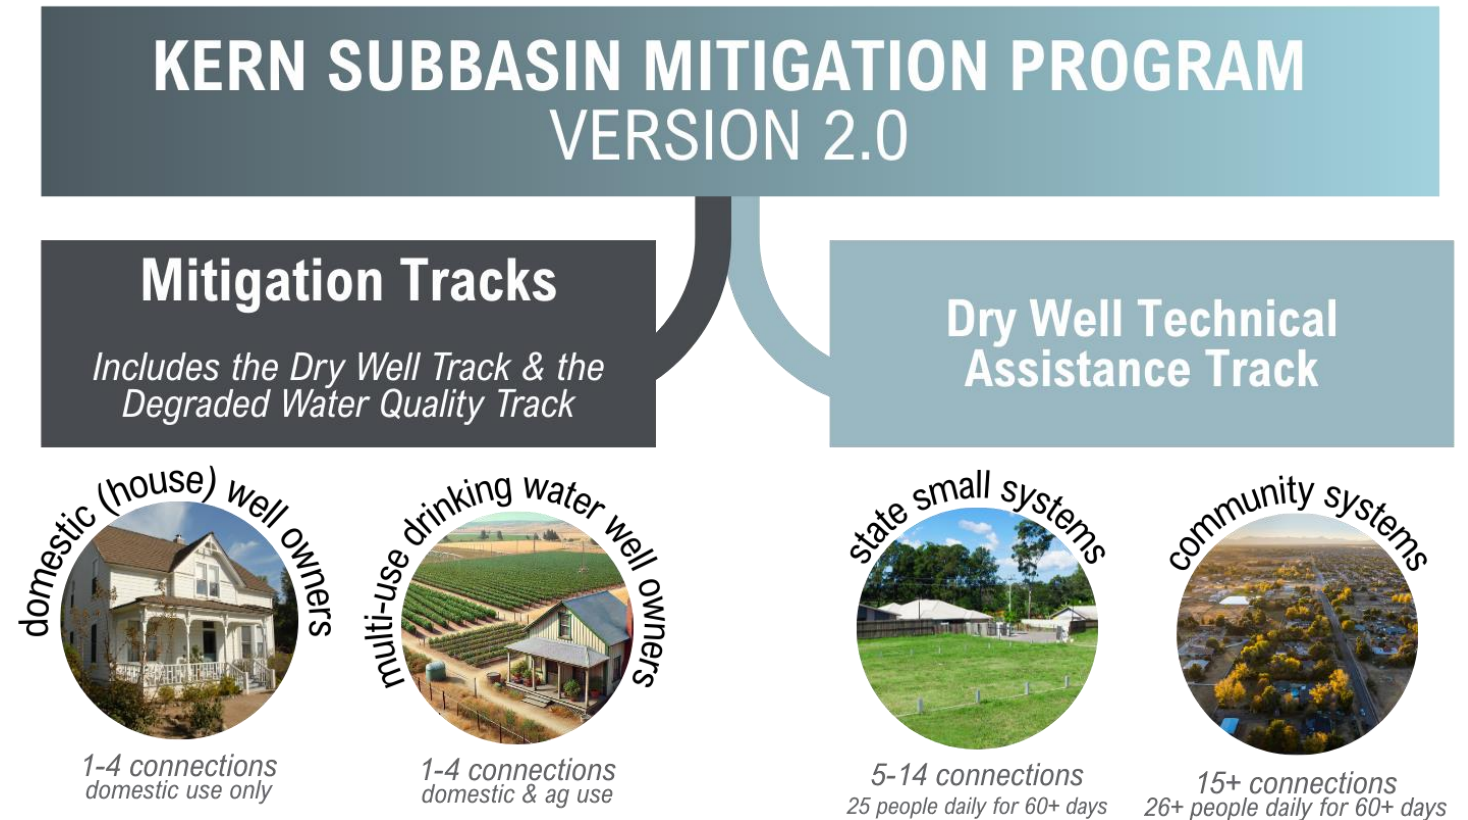 KERN SUBBASIN MITIGATION PROGRAM
VERSION 2.0
Mitigation Tracks
Includes the Dry Well Track & the
Degraded Water Quality Track
Dry Well Technical
Assistance Track
domestic (house) well owners
1-4 connections
domestic use only
multi-use drinking water well owners
1-4 connections
domestic & ag use
state small systems
5-14 connections
25 people daily for 60+ days
community systems
15+ connections
26+ people daily for 60+ days